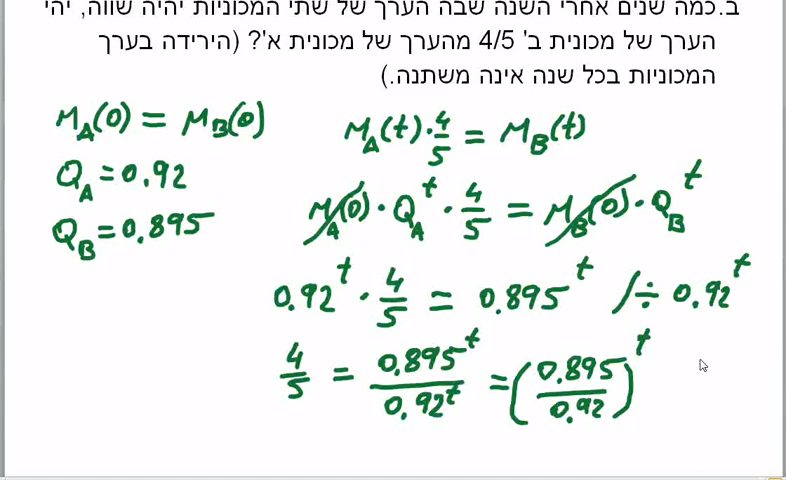 ב.כמה שנים אחרי השנה שבה הערך של שתי המכוניות יהיה שווה, יהי
הערך של מכונית ב' 4/5 מהערך של מכונית א'? (הירידה בערך
המכוניות בכל שנה אינה משתנה.)
M_A(0) = M_B(0)
M_A(t)·4/5 = M_B(t)
Q_A = 0.92
M_A(0)·Q_A^t·4/5 = M_B(0)·Q_B^t
Q_B = 0.895
0.92^t·4/5 = 0.895^t /÷ 0.92^t
4/5 = 0.895^t/0.92^t = (0.895/0.92)^t